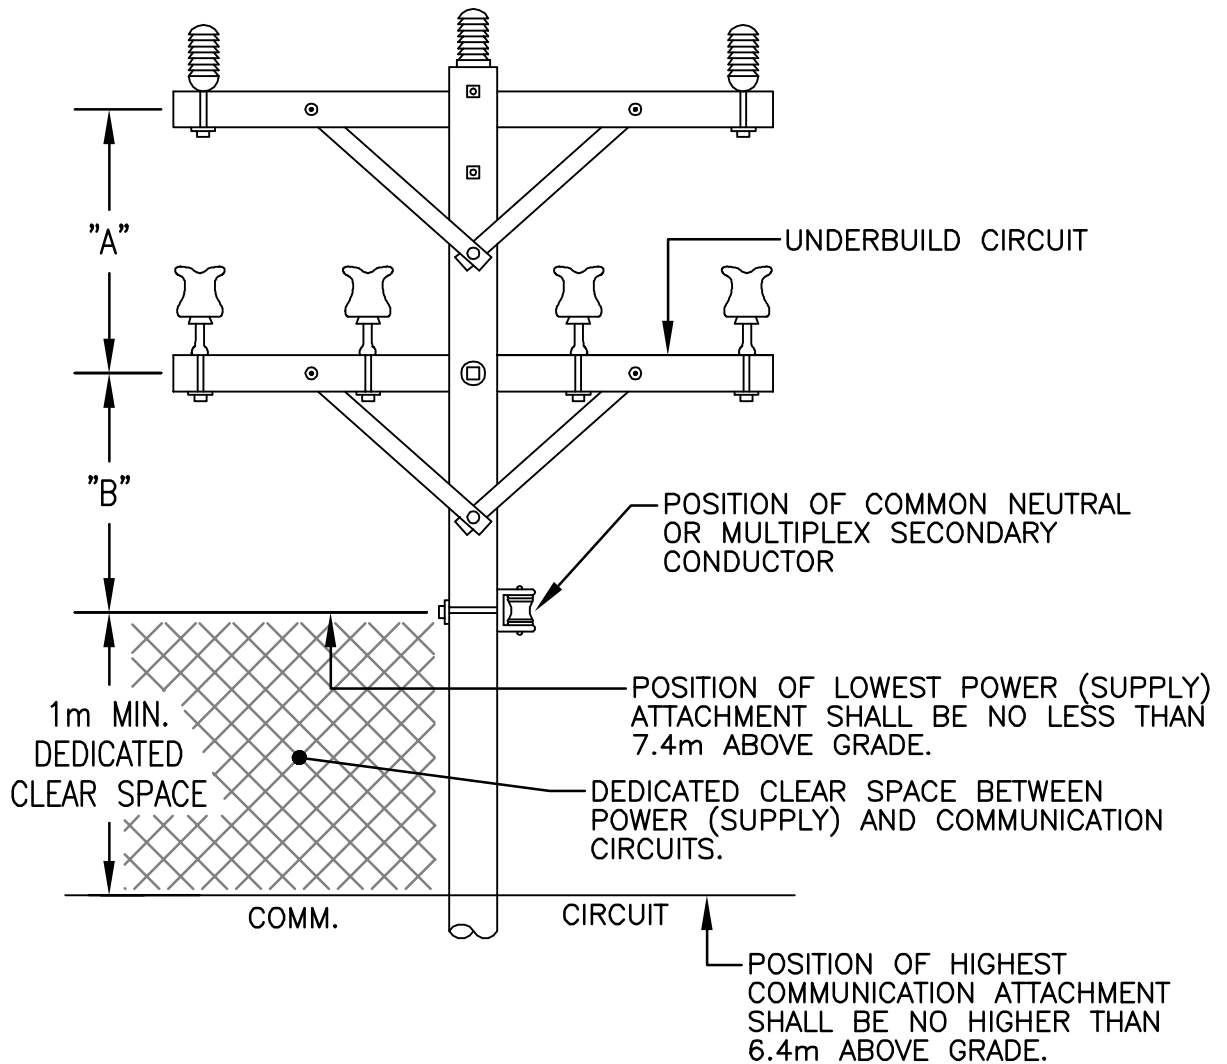 "A"
UNDERBUILD CIRCUIT
"B"
POSITION OF COMMON NEUTRAL
OR MULTIPLEX SECONDARY
CONDUCTOR
POSITION OF LOWEST POWER (SUPPLY)
ATTACHMENT SHALL BE NO LESS THAN
7.4m ABOVE GRADE.
1m MIN.
DEDICATED
CLEAR SPACE
DEDICATED CLEAR SPACE BETWEEN
POWER (SUPPLY) AND COMMUNICATION
CIRCUITS.
COMM. CIRCUIT
POSITION OF HIGHEST
COMMUNICATION ATTACHMENT
SHALL BE NO HIGHER THAN
6.4m ABOVE GRADE.